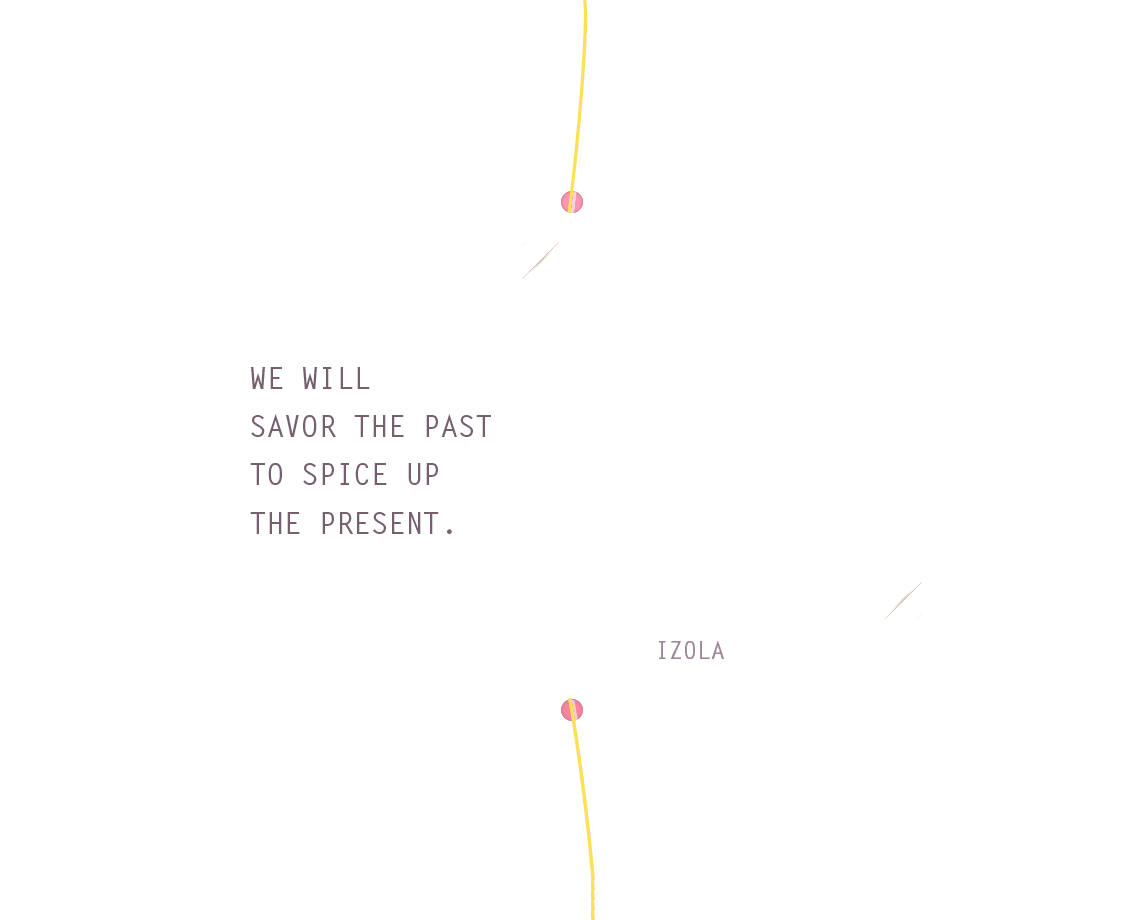 WE WILL
SAVOR THE PAST
TO SPICE UP
THE PRESENT.
IZOLA